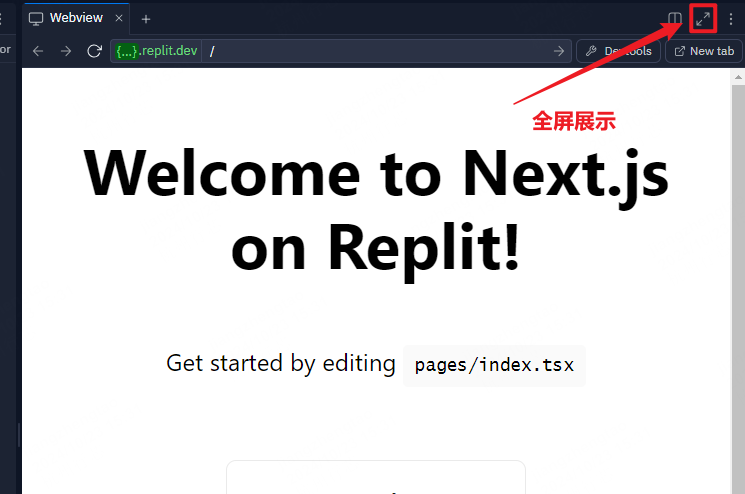 or
Webview
{...}.replit.dev
/
Devtools
New tab
全屏展示
Welcome to Next.js
on Replit!
Get started by editing pages/index.tsx